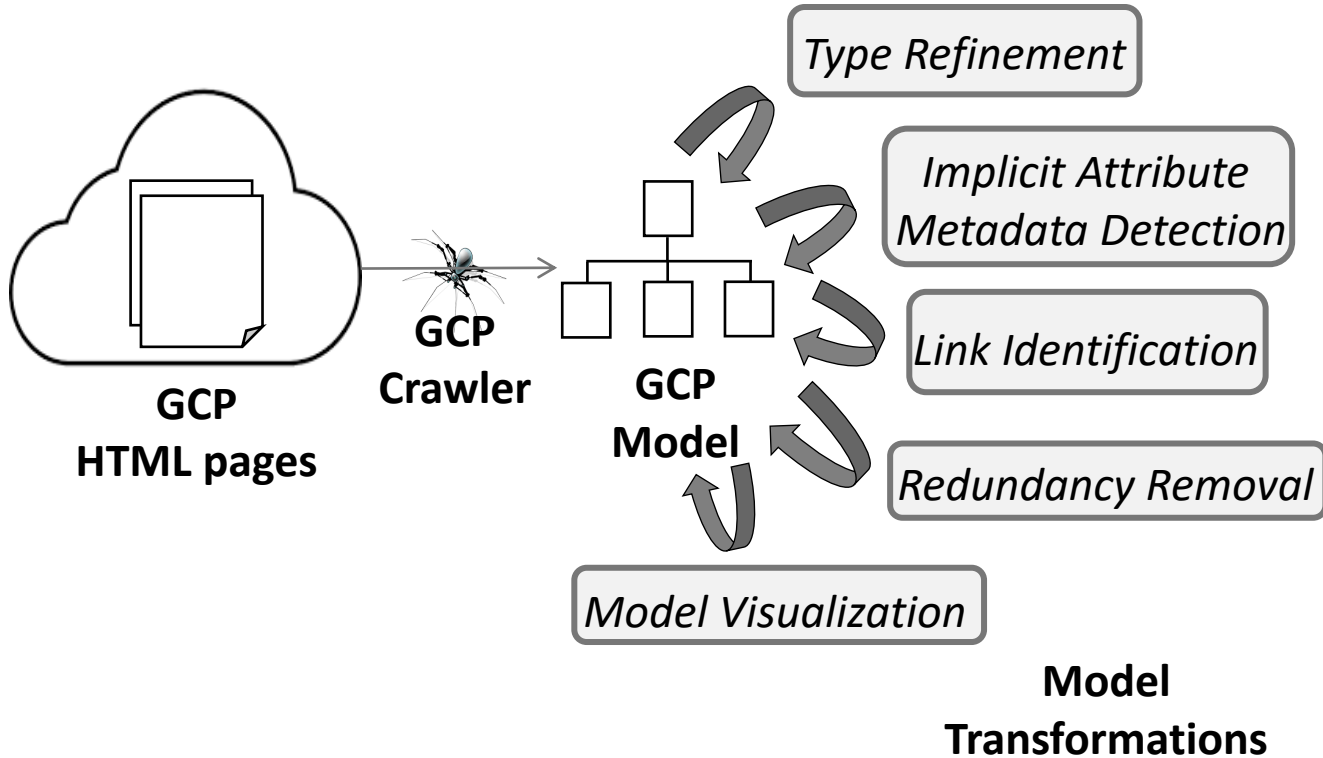 Type Refinement
Implicit Attribute
Metadata Detection
Link Identification
Redundancy Removal
Model Visualization
GCP
HTML pages
GCP
Crawler
GCP
Model
Model
Transformations